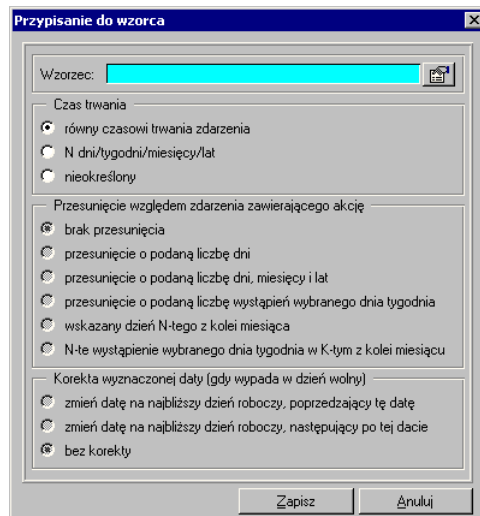 Przypisanie do wzorca
Wzorzec:
Czas trwania
równy czasowi trwania zdarzenia
N dni/tygodni/miesięcy/lat
nieokreślony
Przesunięcie względem zdarzenia zawierającego akcję
brak przesunięcia
przesunięcie o podaną liczbę dni
przesunięcie o podaną liczbę dni, miesięcy i lat
przesunięcie o podaną liczbę wystąpień wybranego dnia tygodnia
wskazany dzień N-tego z kolei miesiąca
N-te wystąpienie wybranego dnia tygodnia w K-tym z kolei miesiącu
Korekta wyznaczonej daty (gdy wypada w dzień wolny)
zmień datę na najbliższy dzień roboczy, poprzedzający tę datę
zmień datę na najbliższy dzień roboczy, następujący po tej dacie
bez korekty
Zapisz Anuluj